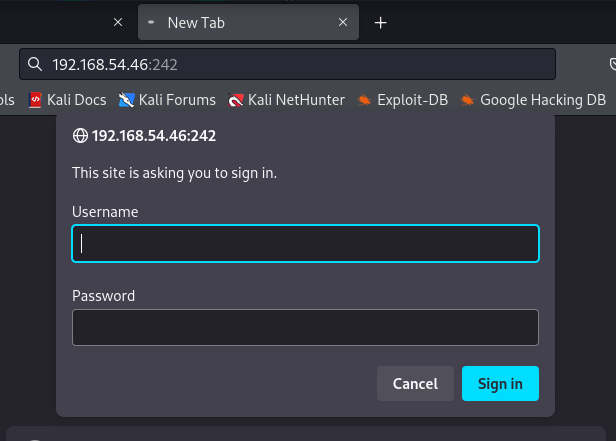 New Tab
192.168.54.46:242
ols Kali Docs Kali Forums Kali NetHunter Exploit-DB Google Hacking DB
192.168.54.46:242
This site is asking you to sign in.
Username
Password
Cancel Sign in